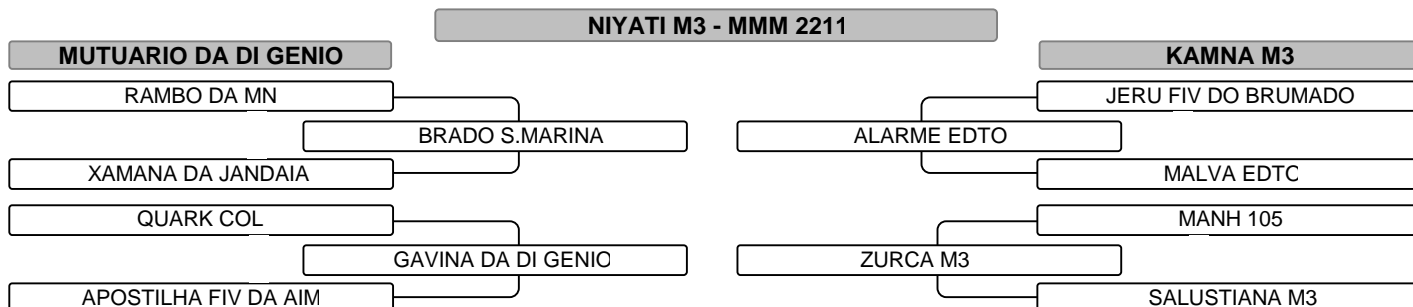 NIYATI M3 - MMM 2211
MUTUARIO DA DI GENIO
KAMNA M3
RAMBO DA MN
JERU FIV DO BRUMADO
BRADO S.MARINA
ALARME EDTO
XAMANA DA JANDAIA
MALVA EDTO
QUARK COL
MANH 105
GAVINA DA DI GENIO
ZURCA M3
APOSTILHA FIV DA AIM
SALUSTIANA M3